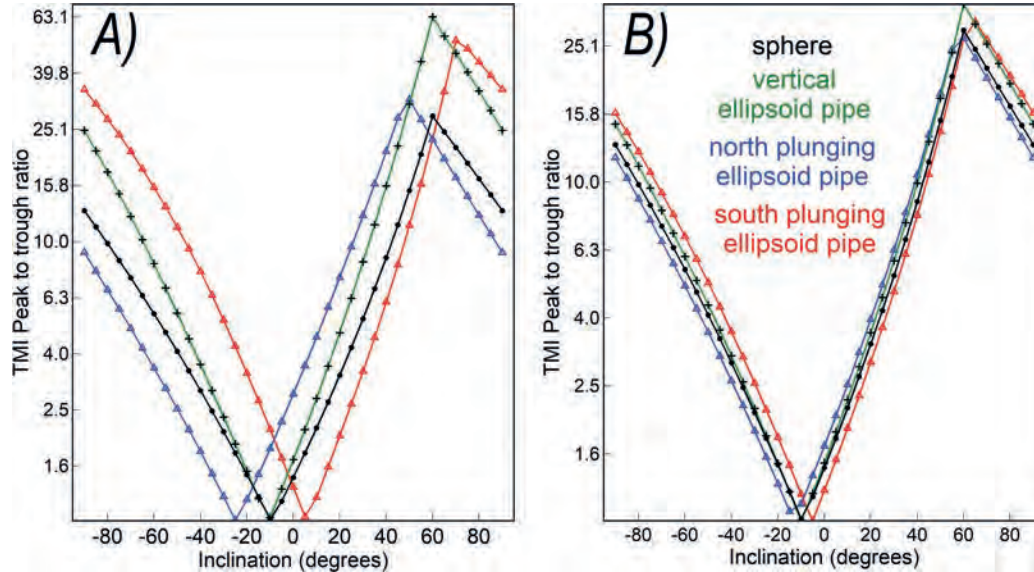 A)
63.1
39.8
25.1
15.8
10.0
6.3
4.0
2.5
1.6
TMI Peak to trough ratio
-80 -60 -40 -20 0 20 40 60 80
Inclination (degrees)
B)
25.1
15.8
10.0
6.3
4.0
2.5
1.6
TMI Peak to trough ratio
sphere
vertical
ellipsoid pipe
north plunging
ellipsoid pipe
south plunging
ellipsoid pipe
-80 -60 -40 -20 0 20 40 60 80
Inclination (degrees)